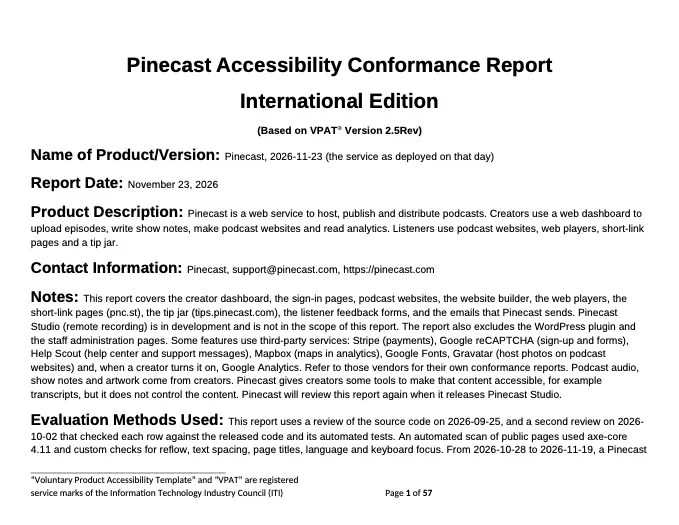 Pinecast Accessibility Conformance Report
International Edition
(Based on VPAT® Version 2.5Rev)
Name of Product/Version: Pinecast, 2026-11-23 (the service as deployed on that day)
Report Date: November 23, 2026
Product Description: Pinecast is a web service to host, publish and distribute podcasts. Creators use a web dashboard to
upload episodes, write show notes, make podcast websites and read analytics. Listeners use podcast websites, web players, short-link
pages and a tip jar.
Contact Information: Pinecast, support@pinecast.com, https://pinecast.com
Notes: This report covers the creator dashboard, the sign-in pages, podcast websites, the website builder, the web players, the
short-link pages (pnc.st), the tip jar (tips.pinecast.com), the listener feedback forms, and the emails that Pinecast sends. Pinecast
Studio (remote recording) is in development and is not in the scope of this report. The report also excludes the WordPress plugin and
the staff administration pages. Some features use third-party services: Stripe (payments), Google reCAPTCHA (sign-up and forms),
Help Scout (help center and support messages), Mapbox (maps in analytics), Google Fonts, Gravatar (host photos on podcast
websites) and, when a creator turns it on, Google Analytics. Refer to those vendors for their own conformance reports. Podcast audio,
show notes and artwork come from creators. Pinecast gives creators some tools to make that content accessible, for example
transcripts, but it does not control the content. Pinecast will review this report again when it releases Pinecast Studio.
Evaluation Methods Used: This report uses a review of the source code on 2026-09-25, and a second review on 2026-
10-02 that checked each row against the released code and its automated tests. An automated scan of public pages used axe-core
4.11 and custom checks for reflow, text spacing, page titles, language and keyboard focus. From 2026-10-28 to 2026-11-19, a Pinecast
“Voluntary Product Accessibility Template” and “VPAT” are registered
service marks of the Information Technology Industry Council (ITI) Page 1 of 57